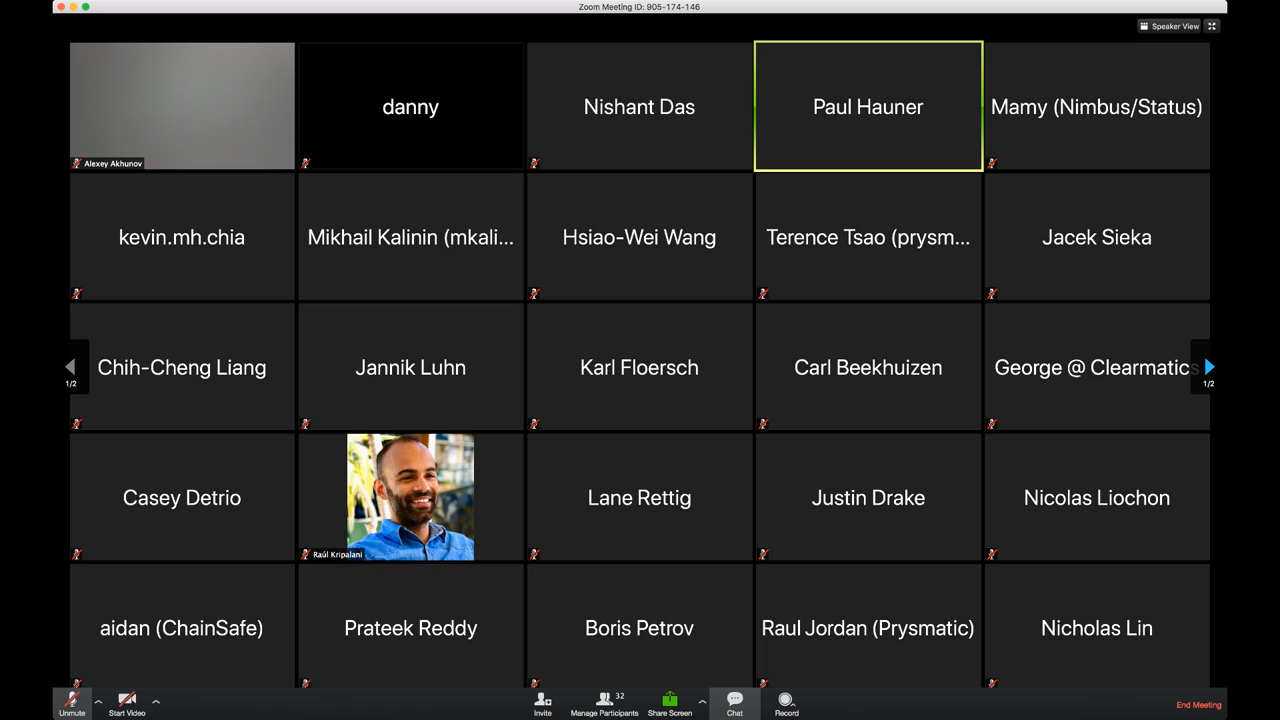 Zoom Meeting ID: 905-174-146
Speaker View
Alexey Akhunov
danny
Nishant Das
Paul Hauner
Mamy (Nimbus/Status)
kevin.mh.chia
Mikhail Kalinin (mkali...
Hsiao-Wei Wang
Terence Tsao (prysm...
Jacek Sieka
1/2
Chih-Cheng Liang
Jannik Luhn
Karl Floersch
Carl Beekhuizen
George @ Clearmatics
1/2
Casey Detrio
Raúl Kripalani
Lane Rettig
Justin Drake
Nicolas Liochon
aidan (ChainSafe)
Prateek Reddy
Boris Petrov
Raul Jordan (Prysmatic)
Nicholas Lin
Unmute
Start Video
Invite
32
Manage Participants
Share Screen
Chat
Record
End Meeting